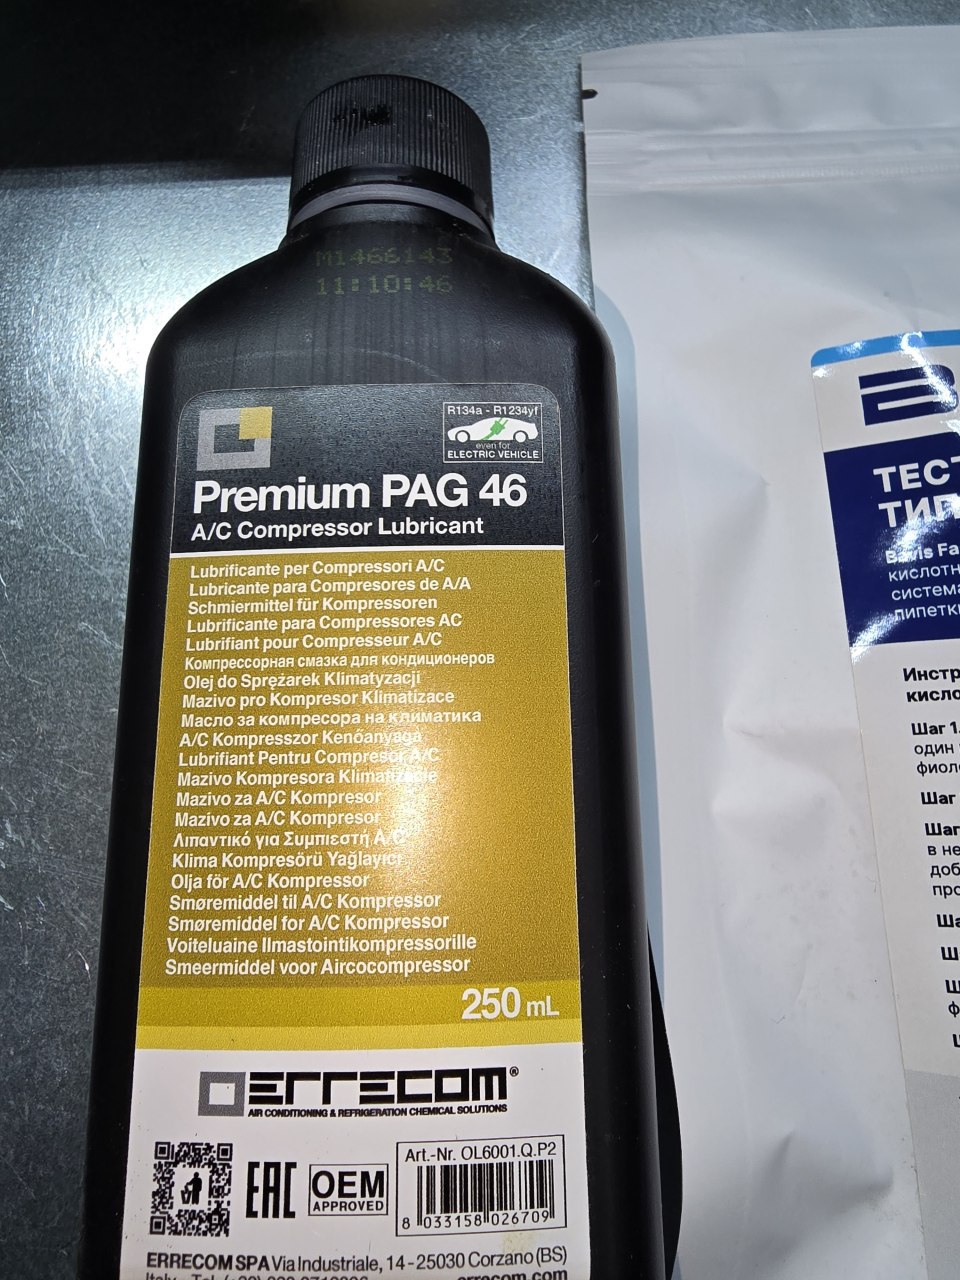 M1466143
11:10:46
R134a - R1234yf
even for
ELECTRIC VEHICLE
Premium PAG 46
A/C Compressor Lubricant
Lubrificante per Compressori A/C
Lubricante para Compresores de A/A
Schmiermittel für Kompressoren
Lubrificante para Compressores AC
Lubrifiant pour Compresseur A/C
Компрессорная смазка для кондиционеров
Olej do Sprężarek Klimatyzacji
Mazivo pro Kompresor Klimatizace
Масло за компресора на климатика
A/C Kompresszor Kenőanyaga
Lubrifiant Pentru Compresor A/C
Mazivo Kompresora Klimatizácie
Mazivo za A/C Kompresor
Mazivo za A/C Kompresor
Λιπαντικό για Συμπιεστή A/C
Klima Kompresörü Yağlayıcı
Olja för A/C Kompressor
Smøremiddel til A/C Kompressor
Smøremiddel for A/C Kompressor
Voiteluaine Ilmastointikompressorille
Smeermiddel voor Aircocompressor
250 mL
ERRECOM®
AIR CONDITIONING & REFRIGERATION CHEMICAL SOLUTIONS
EAC
OEM
APPROVED
Art.-Nr. OL6001.Q.P2
8 033158 026709
ERRECOM SPA Via Industriale, 14 - 25030 Corzano (BS)
errecom.com
ТЕСТ
ТИП
кислотн
система
пипетки
Инстр
кисло
Шаг 1.
один
фиол
Шаг
Шаг
в не
доб
про
Ша